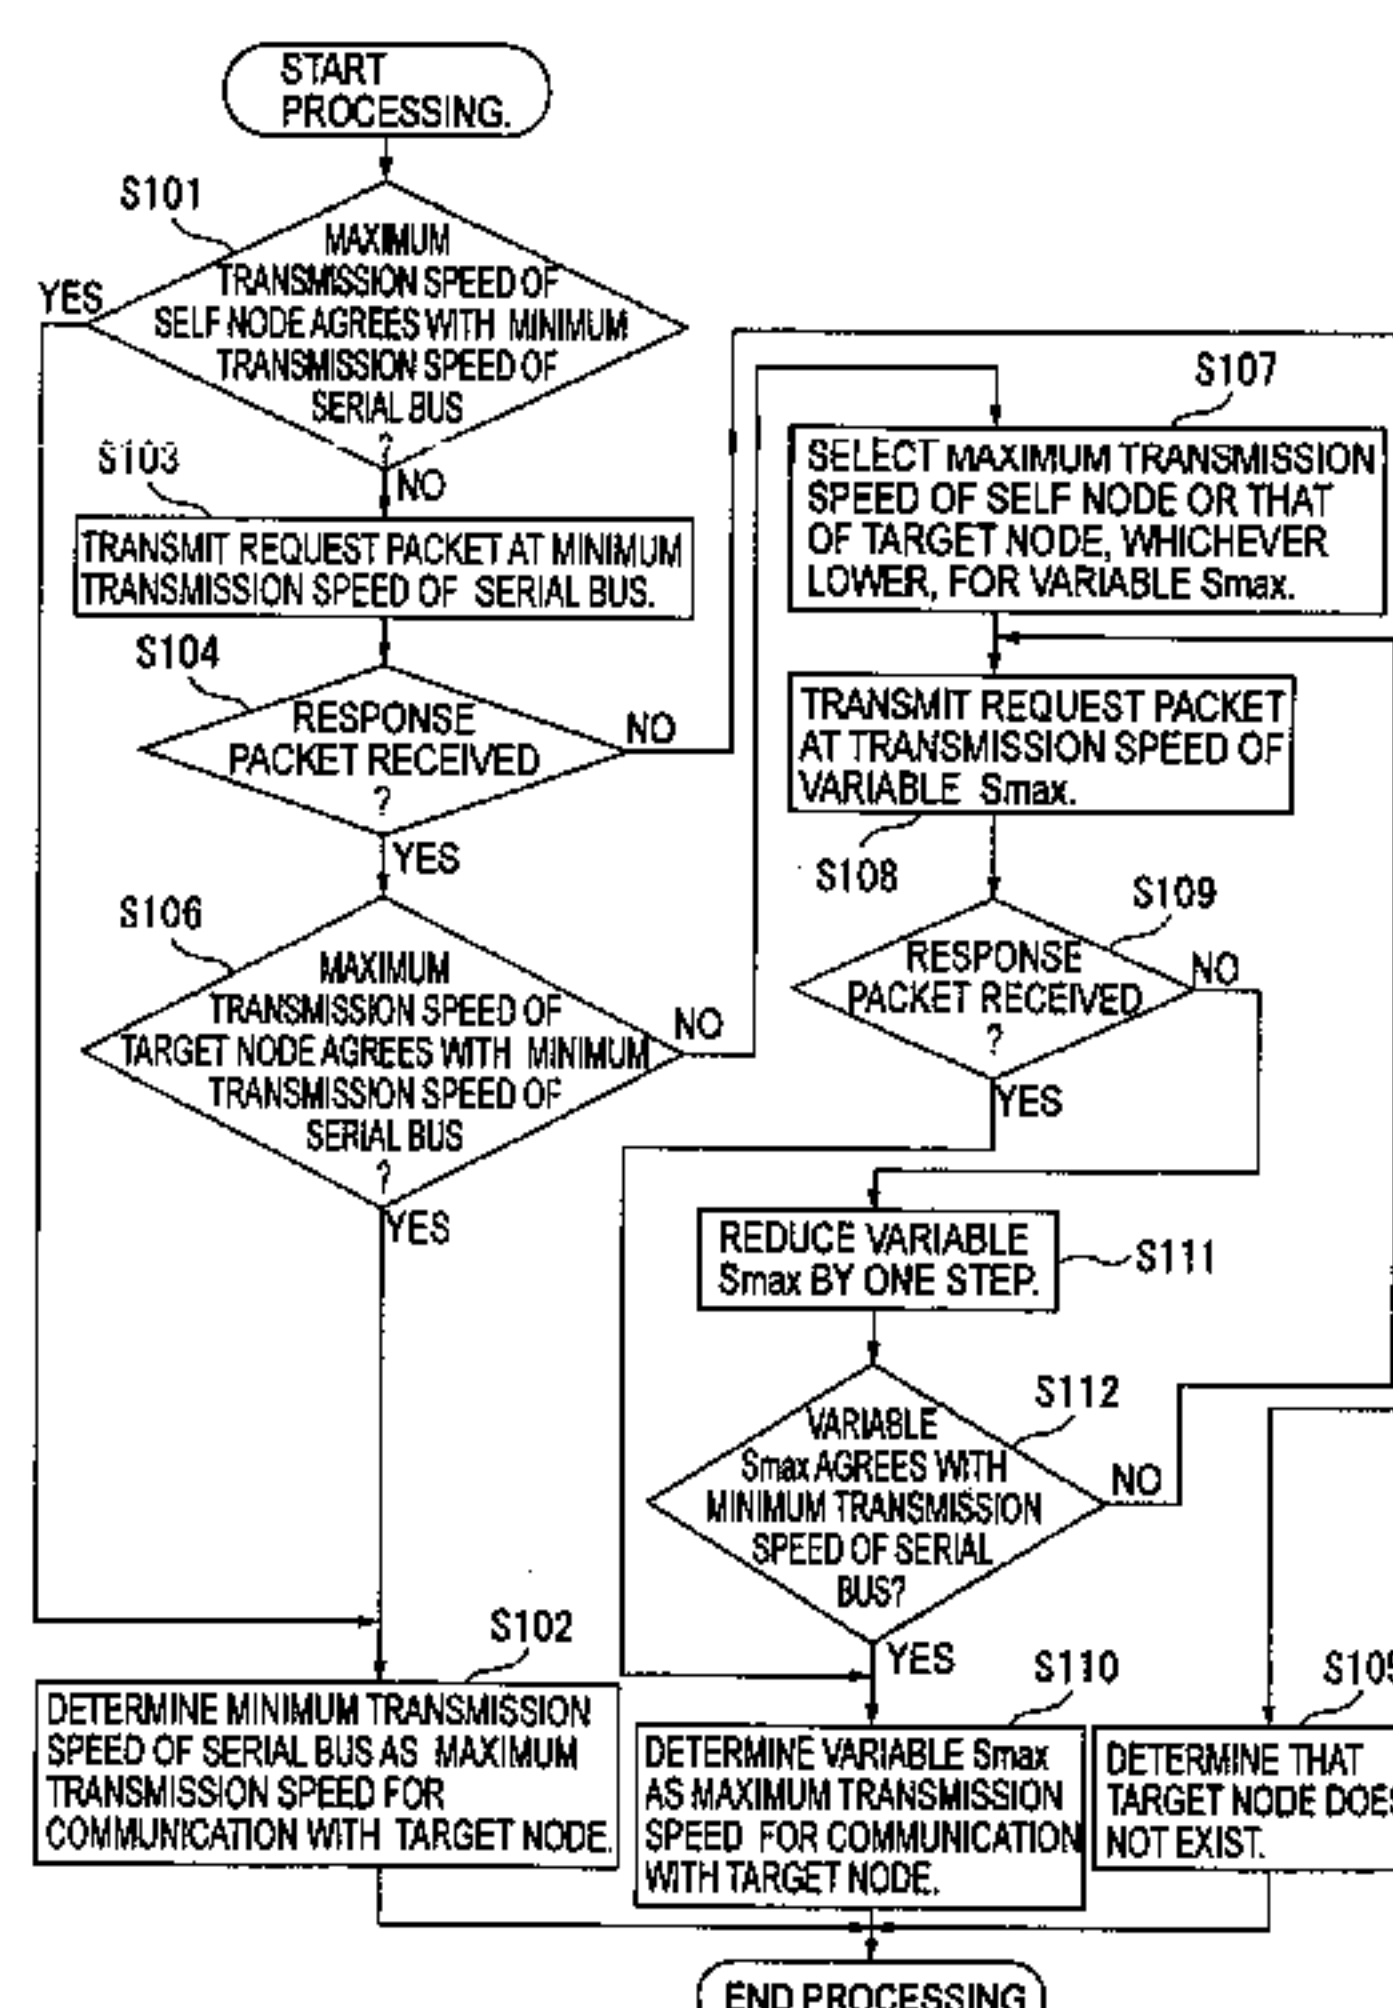 START
PROCESSING.
S101
MAXIMUM
TRANSMISSION SPEED OF
SELF NODE AGREES WITH MINIMUM
TRANSMISSION SPEED OF
SERIAL BUS
?
YES
NO
S103
TRANSMIT REQUEST PACKET AT MINIMUM
TRANSMISSION SPEED OF SERIAL BUS.
S104
RESPONSE
PACKET RECEIVED
?
NO
YES
S106
MAXIMUM
TRANSMISSION SPEED OF
TARGET NODE AGREES WITH MINIMUM
TRANSMISSION SPEED OF
SERIAL BUS
?
NO
YES
S107
SELECT MAXIMUM TRANSMISSION
SPEED OF SELF NODE OR THAT
OF TARGET NODE, WHICHEVER
LOWER, FOR VARIABLE Smax.
TRANSMIT REQUEST PACKET
AT TRANSMISSION SPEED OF
VARIABLE Smax.
S108
S109
RESPONSE
PACKET RECEIVED
?
NO
YES
REDUCE VARIABLE
Smax BY ONE STEP.
S111
S112
VARIABLE
Smax AGREES WITH
MINIMUM TRANSMISSION
SPEED OF SERIAL
BUS?
NO
YES
S102
DETERMINE MINIMUM TRANSMISSION
SPEED OF SERIAL BUS AS MAXIMUM
TRANSMISSION SPEED FOR
COMMUNICATION WITH TARGET NODE.
S110
DETERMINE VARIABLE Smax
AS MAXIMUM TRANSMISSION
SPEED FOR COMMUNICATION
WITH TARGET NODE.
S105
DETERMINE THAT
TARGET NODE DOES
NOT EXIST.
END PROCESSING